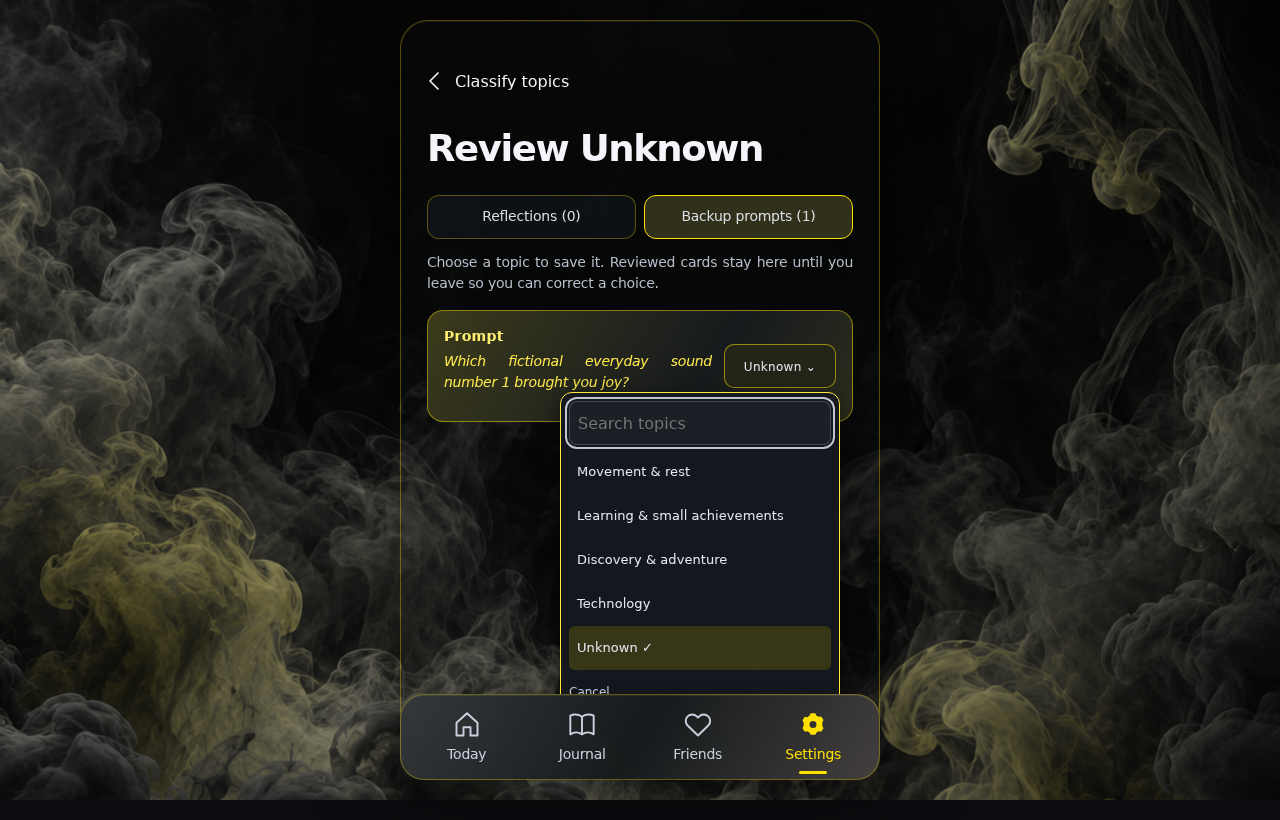 Classify topics
Review Unknown
Reflections (0)
Backup prompts (1)
Choose a topic to save it. Reviewed cards stay here until you
leave so you can correct a choice.
Prompt
Which fictional everyday sound
number 1 brought you joy?
Unknown ⌄
Search topics
Movement & rest
Learning & small achievements
Discovery & adventure
Technology
Unknown ✓
Cancel
Today
Journal
Friends
Settings